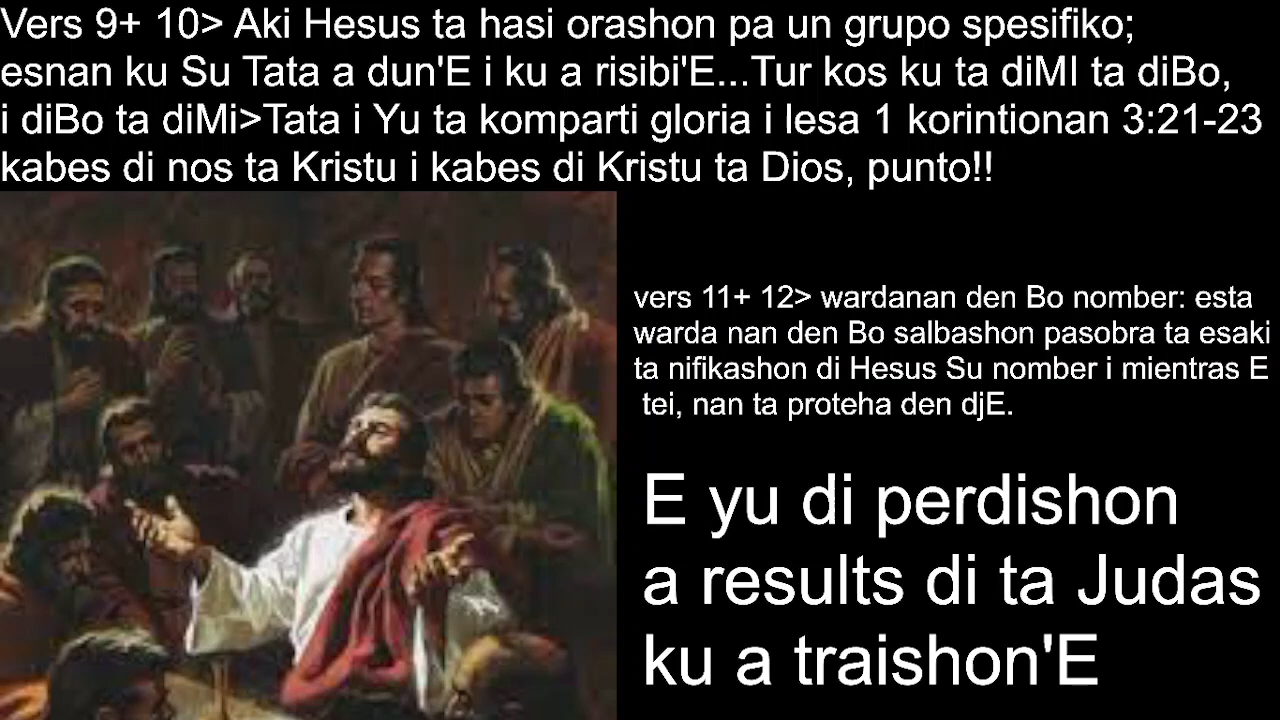 Vers 9+ 10> Aki Hesus ta hasi orashon pa un grupo spesifiko;
esnan ku Su Tata a dun'E i ku a risibi'E...Tur kos ku ta diMI ta diBo,
i diBo ta diMi>Tata i Yu ta komparti gloria i lesa 1 korintionan 3:21-23
kabes di nos ta Kristu i kabes di Kristu ta Dios, punto!!
vers 11+ 12> wardanan den Bo nomber: esta
warda nan den Bo salbashon pasobra ta esaki
ta nifikashon di Hesus Su nomber i mientras E
tei, nan ta proteha den djE.
E yu di perdishon
a results di ta Judas
ku a traishon'E